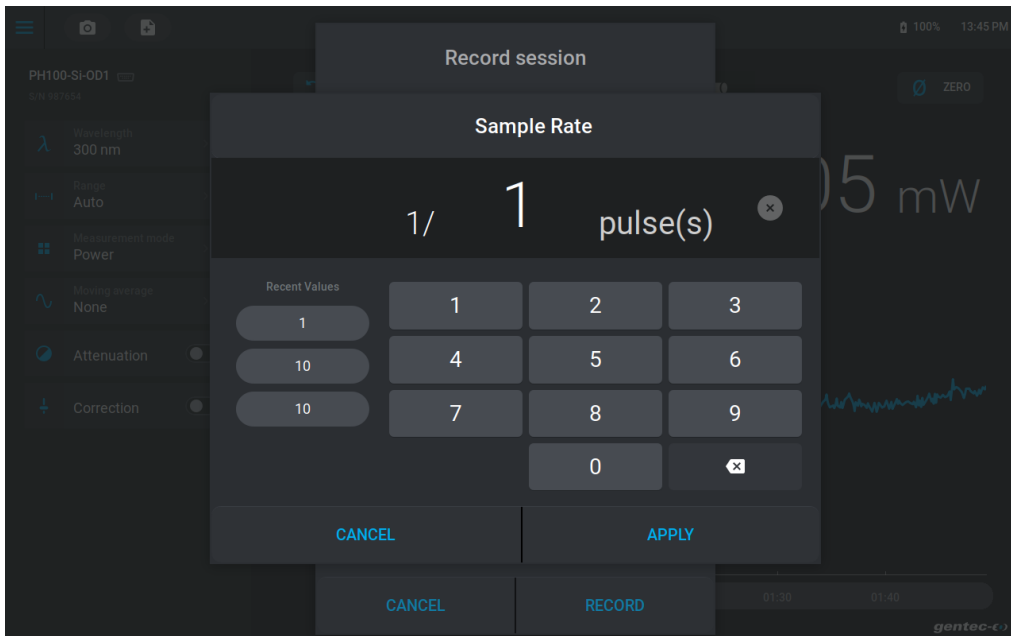 100% 13:45 PM
Record session
PH100-Si-OD1
S/N 997654
ZERO
Sample Rate
Wavelength
300 nm
Range
Auto
Measurement mode
Power
Moving average
None
Attenuation
Correction
05 mW
1/ 1 pulse(s)
Recent Values
1
10
10
1 2 3
4 5 6
7 8 9
0
CANCEL APPLY
CANCEL RECORD
01:30 01:40
gentec-eo